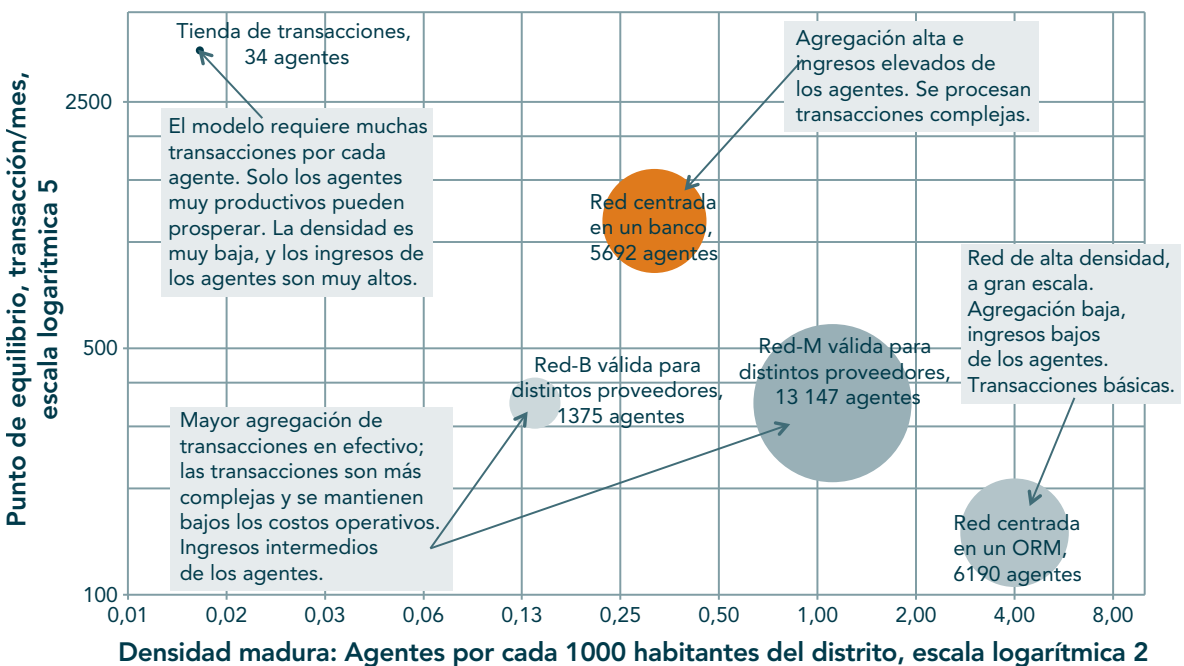 Tienda de transacciones,
34 agentes
Agregación alta e
ingresos elevados de
los agentes. Se procesan
transacciones complejas.
Punto de equilibrio, transacción/mes,
escala logarítmica 5
2500
500
100
El modelo requiere muchas
transacciones por cada
agente. Solo los agentes
muy productivos pueden
prosperar. La densidad es
muy baja, y los ingresos de
los agentes son muy altos.
Red centrada
en un banco,
5692 agentes
Red de alta densidad,
a gran escala.
Agregación baja,
ingresos bajos
de los agentes.
Transacciones básicas.
Red-B válida para
distintos proveedores,
1375 agentes
Red-M válida para
distintos proveedores,
13 147 agentes
Mayor agregación de
transacciones en efectivo;
las transacciones son más
complejas y se mantienen
bajos los costos operativos.
Ingresos intermedios
de los agentes.
Red centrada
en un ORM,
6190 agentes
0,01 0,02 0,03 0,06 0,13 0,25 0,50 1,00 2,00 4,00 8,00
Densidad madura: Agentes por cada 1000 habitantes del distrito, escala logarítmica 2